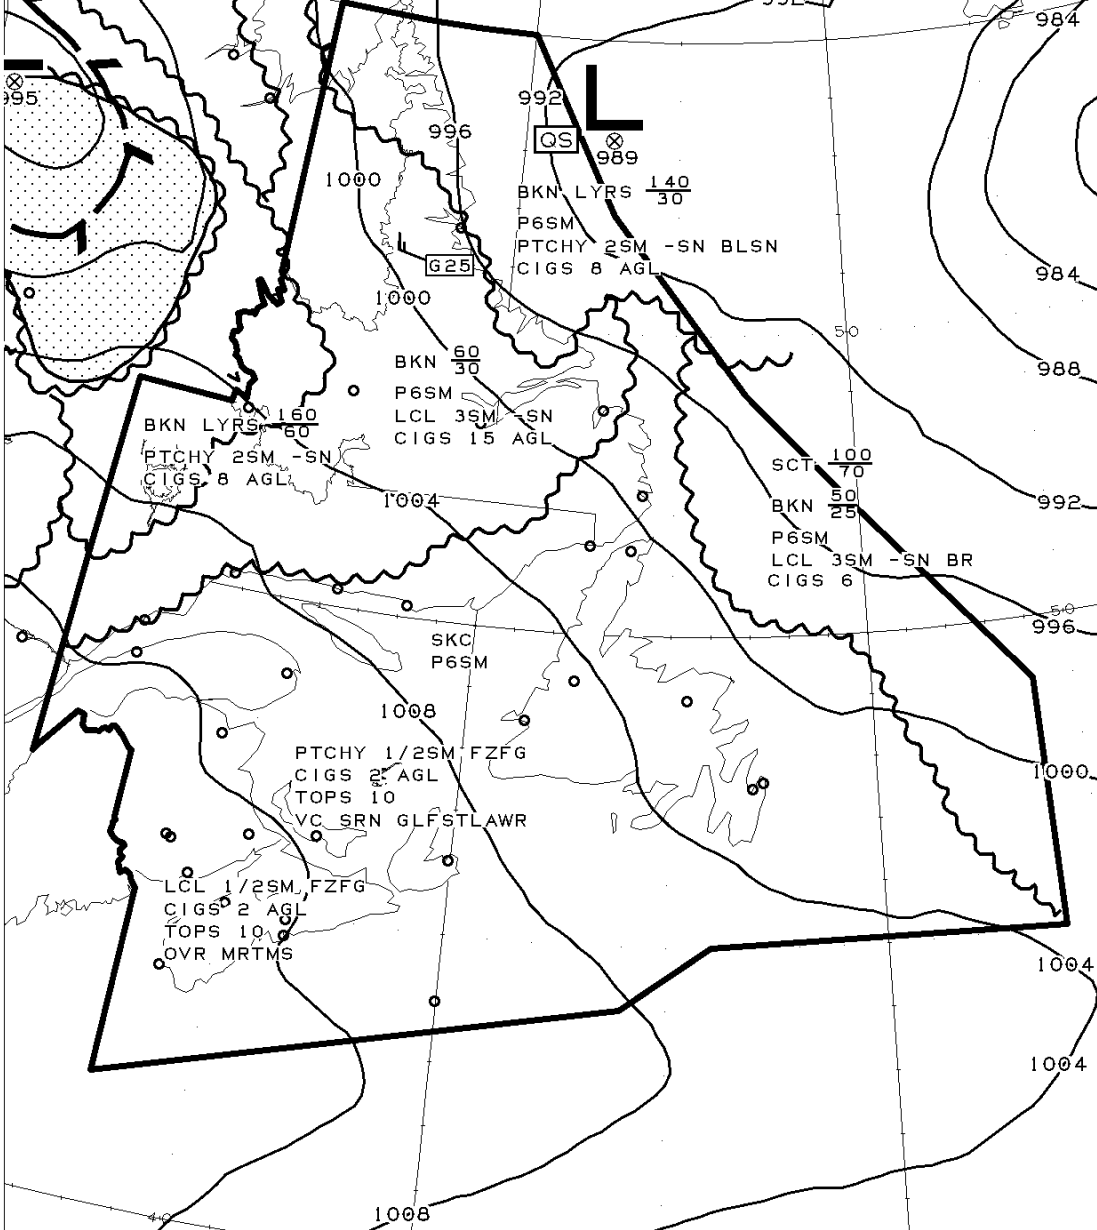 992
984
995
992
996
QS
989
1000
BKN LYRS 140/30
P6SM
PTCHY 2SM -SN BLSN
CIGS 8 AGL
G25
984
1000
50
BKN 60/30
P6SM
LCL 3SM -SN
CIGS 15 AGL
988
BKN LYRS 160/60
PTCHY 2SM -SN
CIGS 8 AGL
SCT 100/70
BKN 50/25
P6SM
LCL 3SM -SN BR
CIGS 6
1004
992
50
996
SKC
P6SM
1008
PTCHY 1/2SM FZFG
CIGS 2 AGL
TOPS 10
VC SRN GLFSTLAWR
1000
LCL 1/2SM FZFG
CIGS 2 AGL
TOPS 10
OVR MRTMS
1004
1004
1008
40